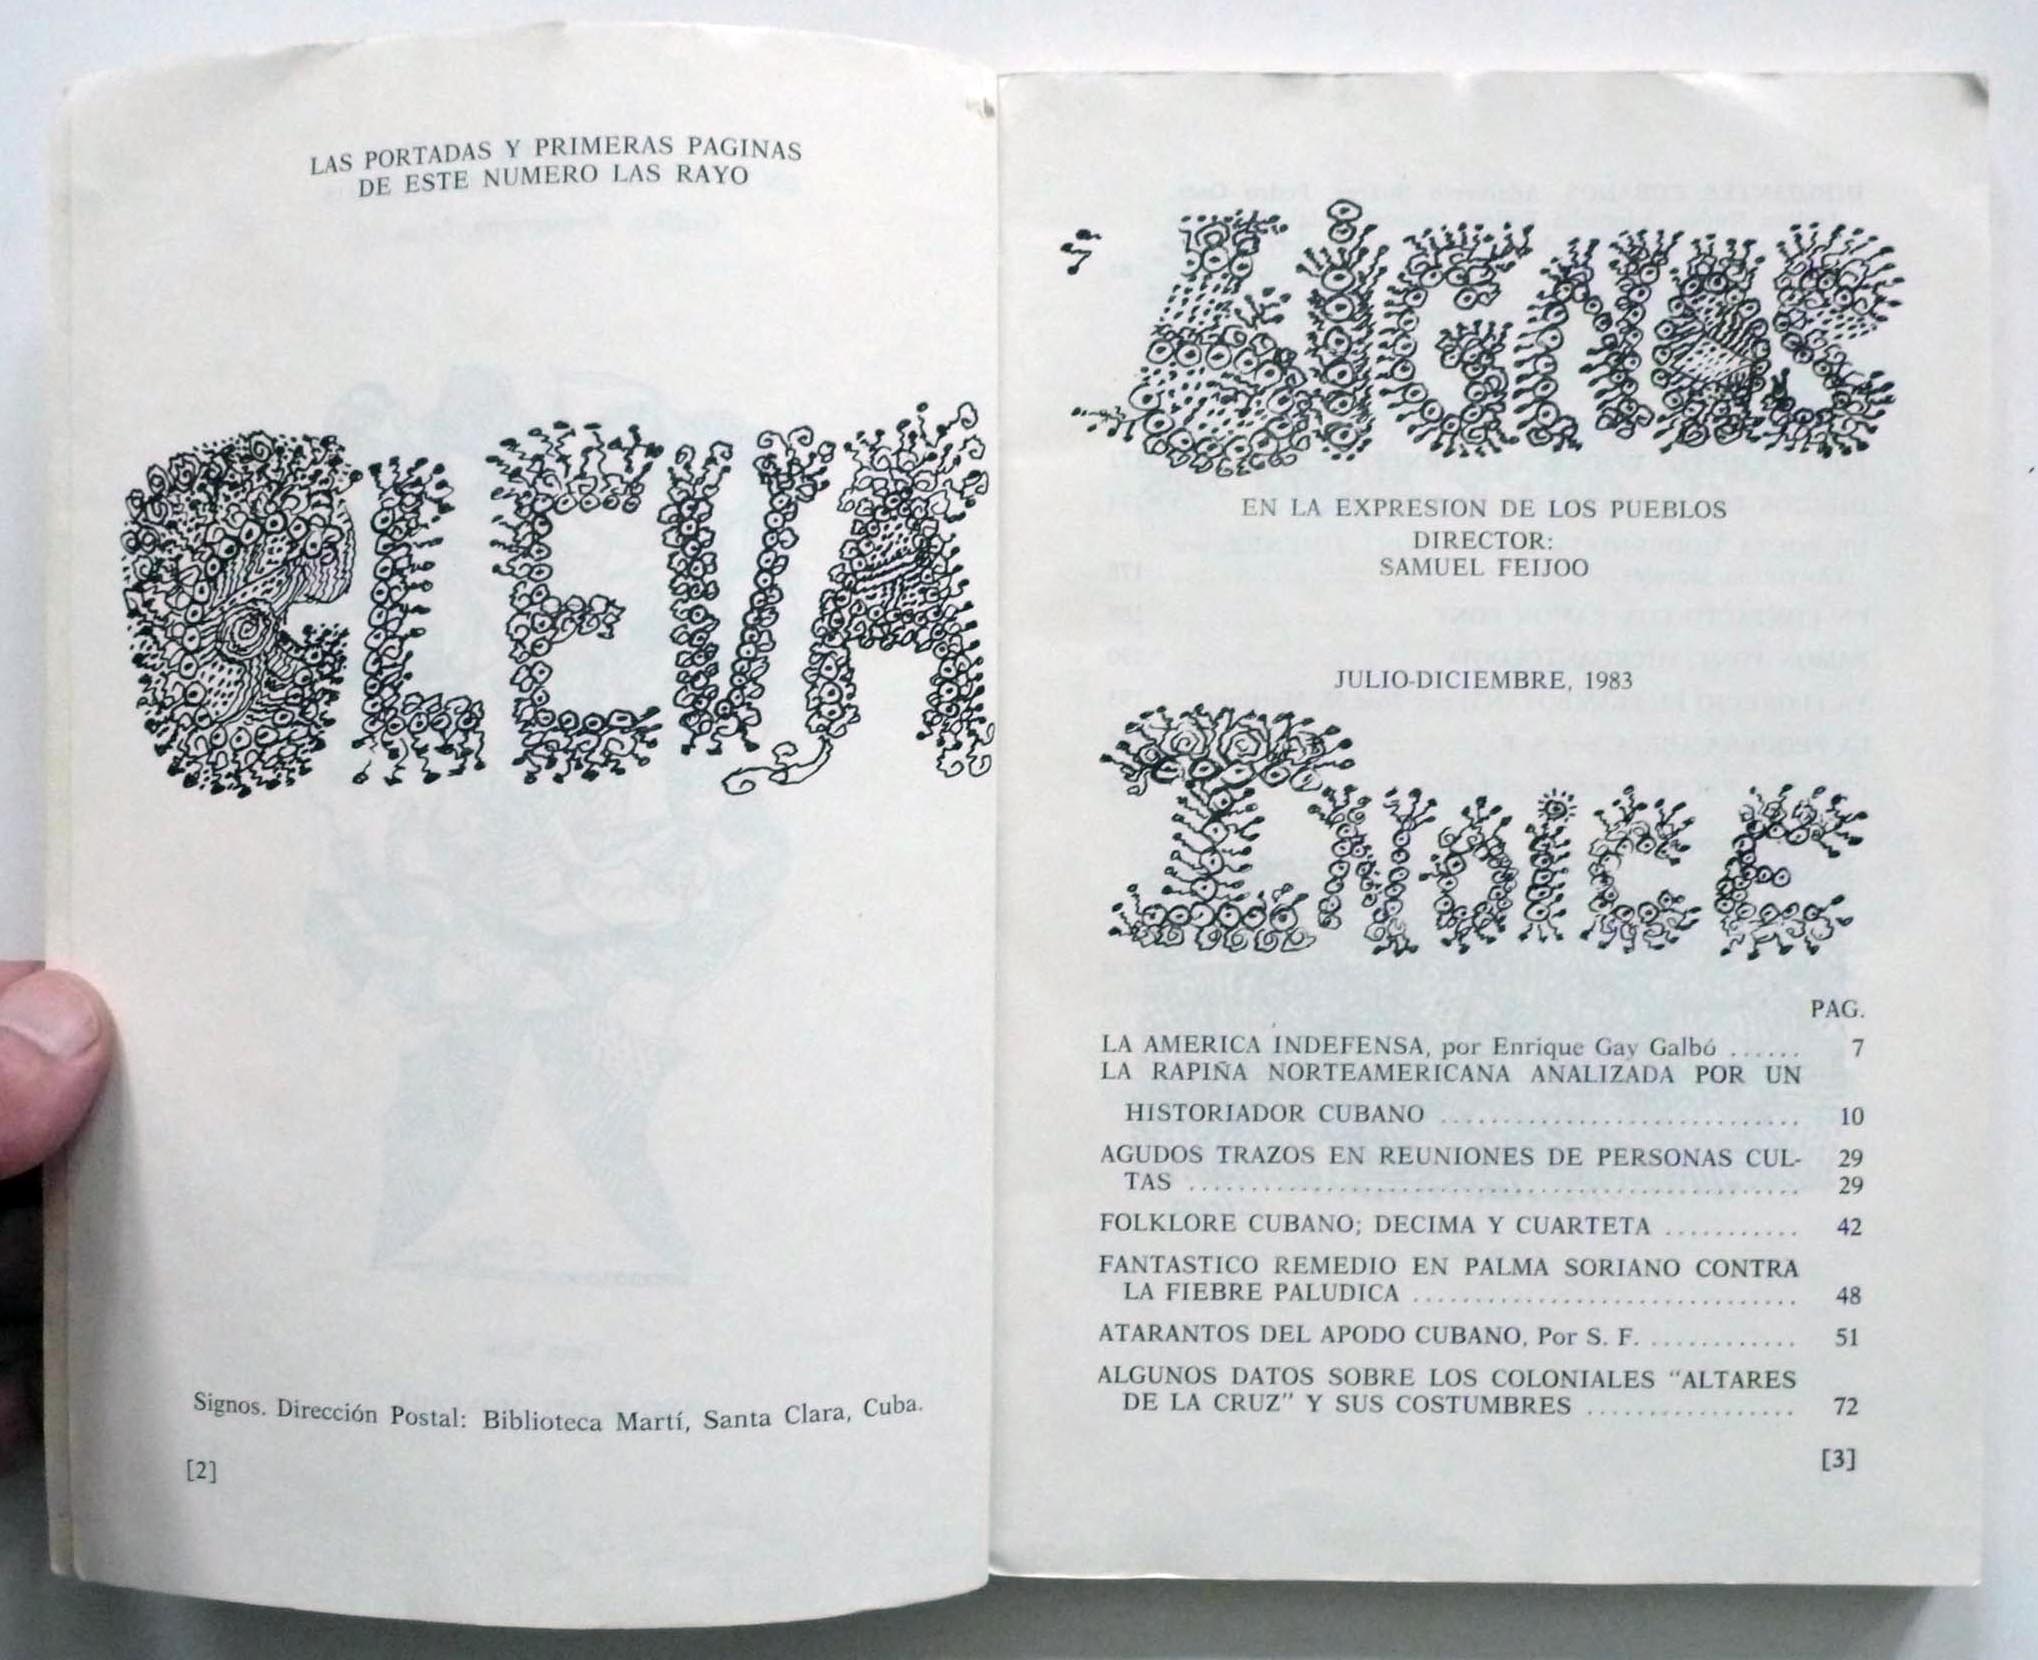 LAS PORTADAS Y PRIMERAS PAGINAS
DE ESTE NUMERO LAS RAYO
CLEVA
Signos. Dirección Postal: Biblioteca Martí, Santa Clara, Cuba.
[2]
SIGNOS
EN LA EXPRESION DE LOS PUEBLOS
DIRECTOR:
SAMUEL FEIJOO
JULIO-DICIEMBRE, 1983
INDICE
PAG.
LA AMERICA INDEFENSA, por Enrique Gay Galbó ...... 7
LA RAPIÑA NORTEAMERICANA ANALIZADA POR UN
HISTORIADOR CUBANO ............................. 10
AGUDOS TRAZOS EN REUNIONES DE PERSONAS CUL- 29
TAS ................................................. 29
FOLKLORE CUBANO; DECIMA Y CUARTETA ........... 42
FANTASTICO REMEDIO EN PALMA SORIANO CONTRA
LA FIEBRE PALUDICA ............................... 48
ATARANTOS DEL APODO CUBANO, Por S. F. ............ 51
ALGUNOS DATOS SOBRE LOS COLONIALES “ALTARES
DE LA CRUZ” Y SUS COSTUMBRES ................. 72
[3]